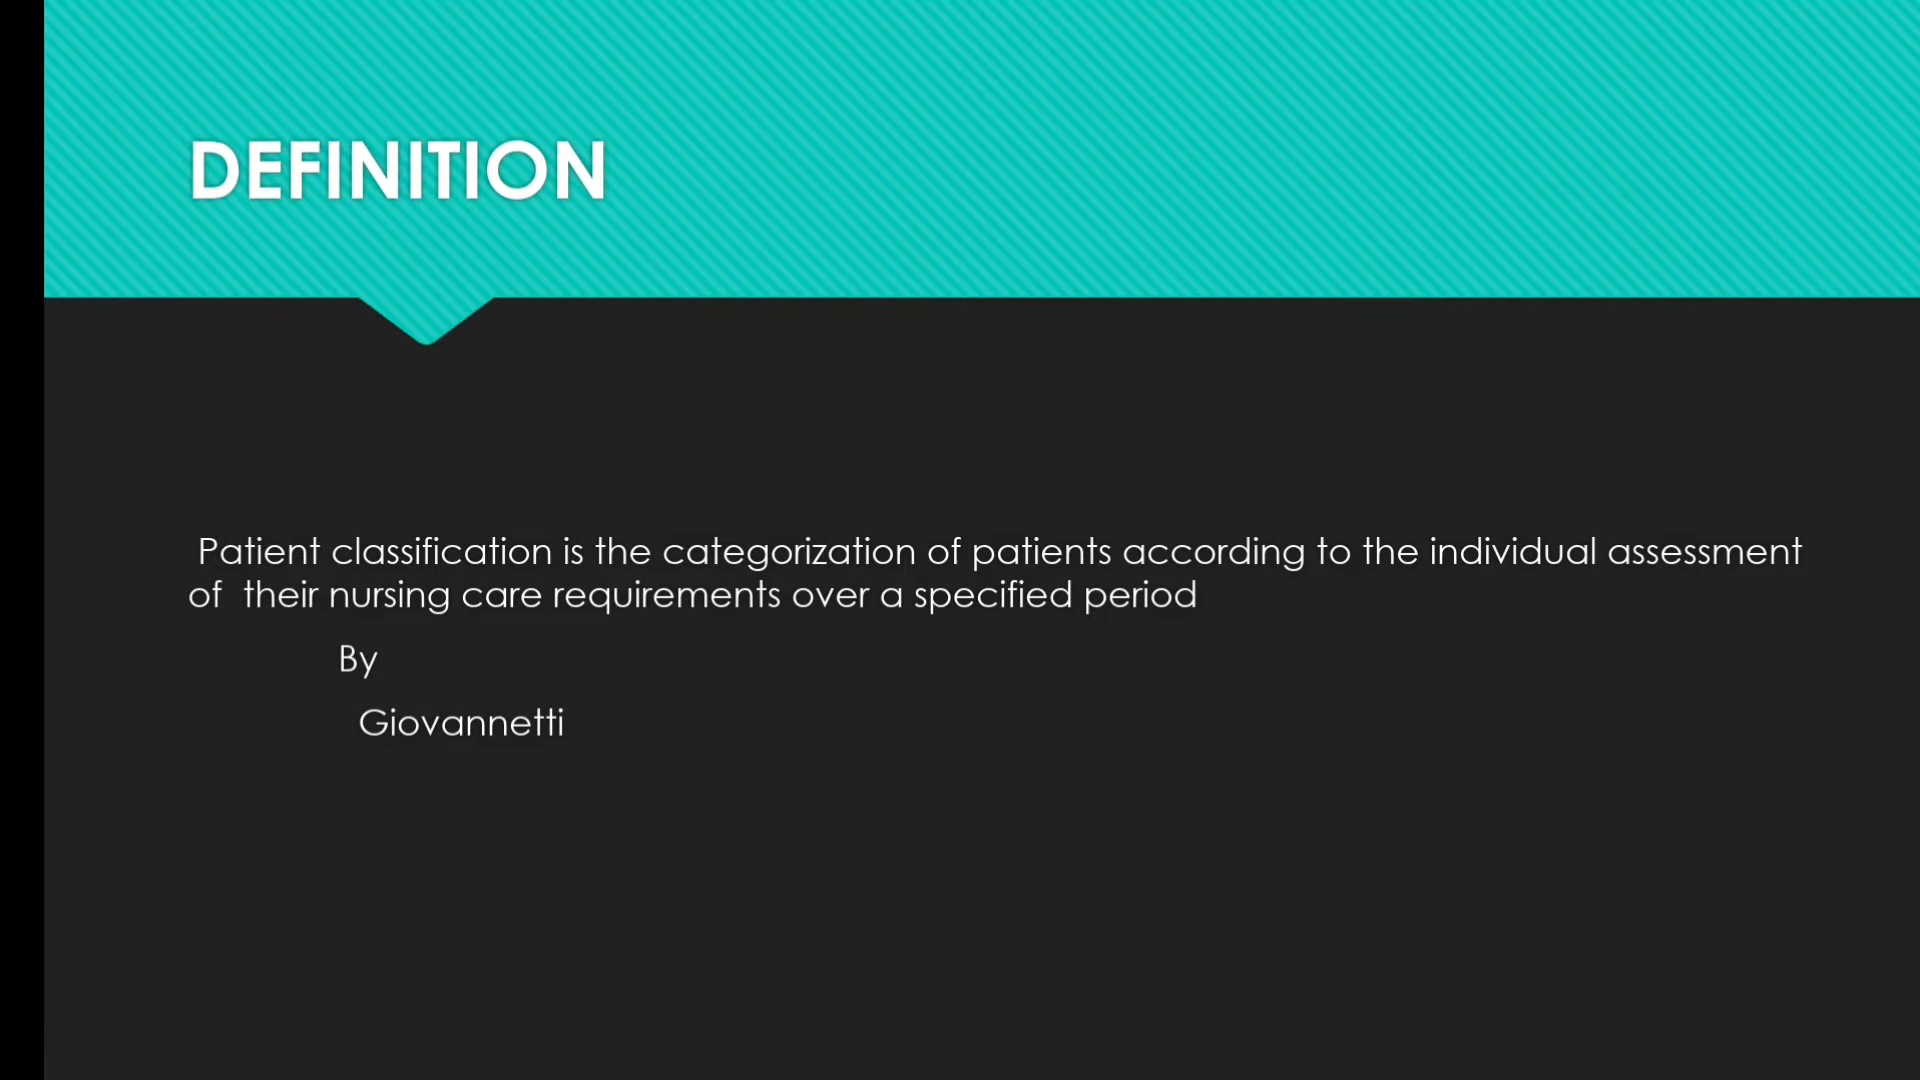 DEFINITION
Patient classification is the categorization of patients according to the individual assessment
of  their nursing care requirements over a specified period
By
Giovannetti